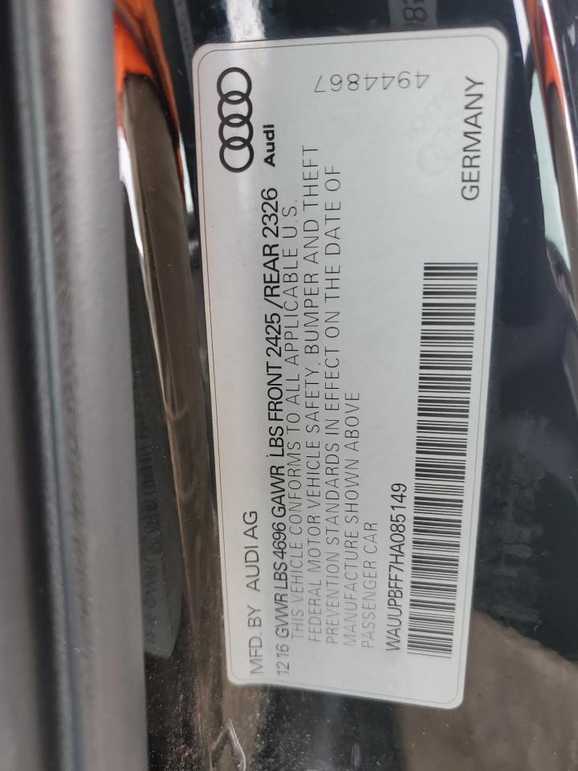 4944867
Audi
GERMANY
MFD. BY AUDI AG
12 16 GVWR LBS 4696 GAWR LBS FRONT 2425 /REAR 2326
THIS VEHICLE CONFORMS TO ALL APPLICABLE U.S.
FEDERAL MOTOR VEHICLE SAFETY, BUMPER AND THEFT
PREVENTION STANDARDS IN EFFECT ON THE DATE OF
MANUFACTURE SHOWN ABOVE
PASSENGER CAR
WAUUPBFF7HA085149